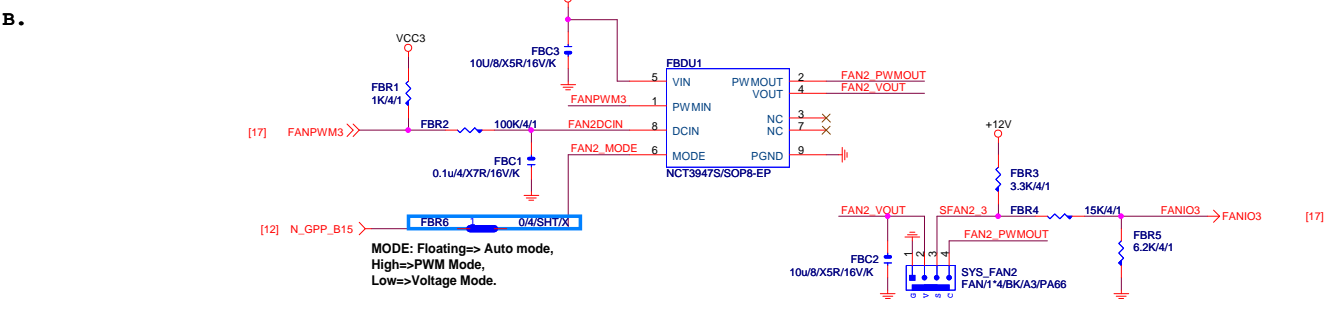 B.
VCC3
FBR1
1K/4/1
FBC3
10U/8/X5R/16V/K
FBDU1
5 VIN
PWMOUT 2 FAN2_PWMOUT
VOUT 4 FAN2_VOUT
FANPWM3 1 PWMIN
NC 3
[17] FANPWM3
FBR2 100K/4/1 FAN2DCIN 8 DCIN
NC 7
FBC1
0.1u/4/X7R/16V/K
FAN2_MODE 6 MODE
PGND 9
NCT3947S/SOP8-EP
[12] N_GPP_B15
FBR6 1 0/4/SHT/X
MODE: Floating=> Auto mode,
High=>PWM Mode,
Low=>Voltage Mode.
+12V
FBR3
3.3K/4/1
FAN2_VOUT SFAN2_3 FBR4 15K/4/1 FANIO3 FANIO3 [17]
FAN2_PWMOUT
FBR5
6.2K/4/1
FBC2
10u/8/X5R/16V/K
1 2 3 4
SYS_FAN2
FAN/1*4/BK/A3/PA66
G V S C